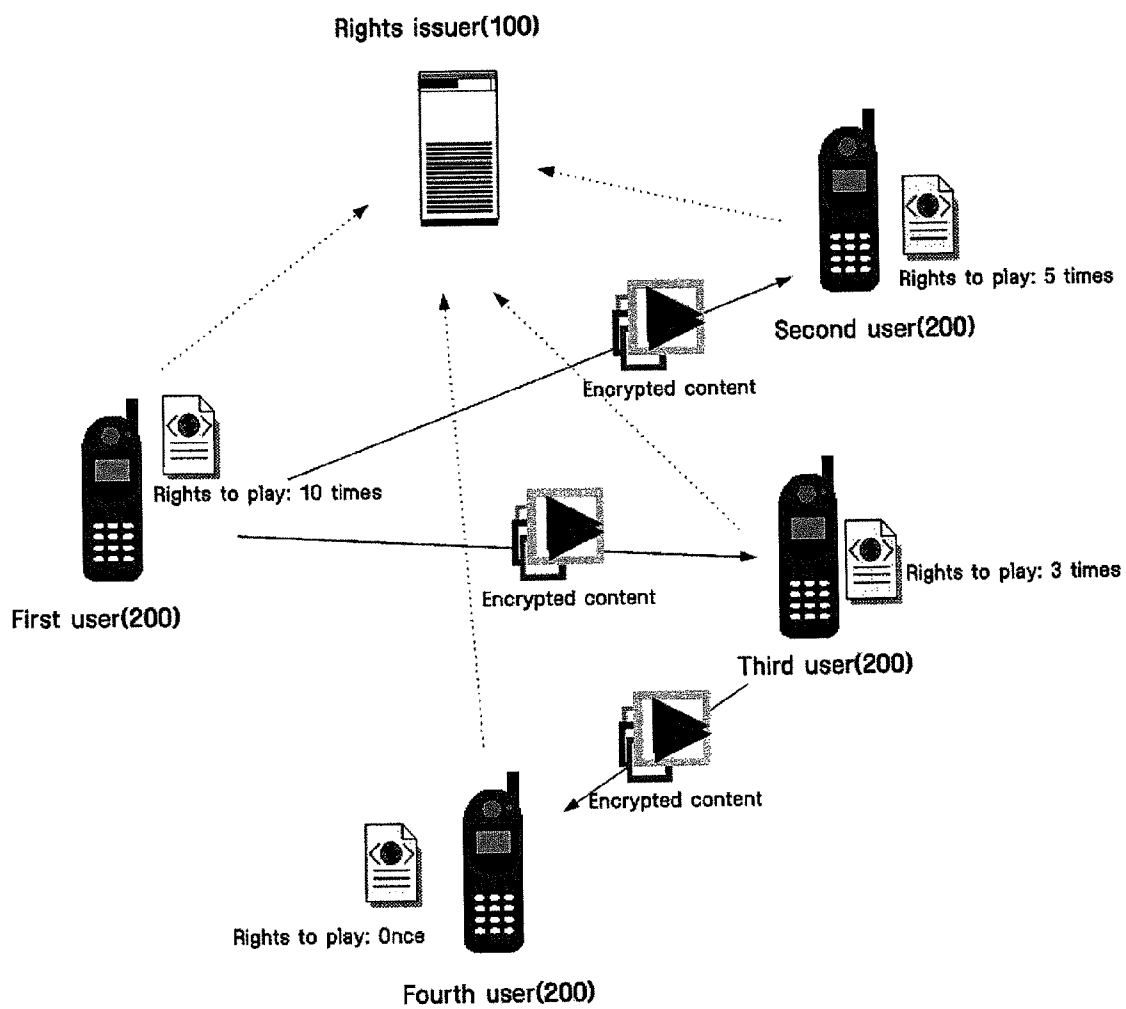 Rights issuer(100)
Rights to play: 5 times
Second user(200)
Encrypted content
Rights to play: 10 times
Encrypted content
Rights to play: 3 times
First user(200)
Third user(200)
Encrypted content
Rights to play: Once
Fourth user(200)